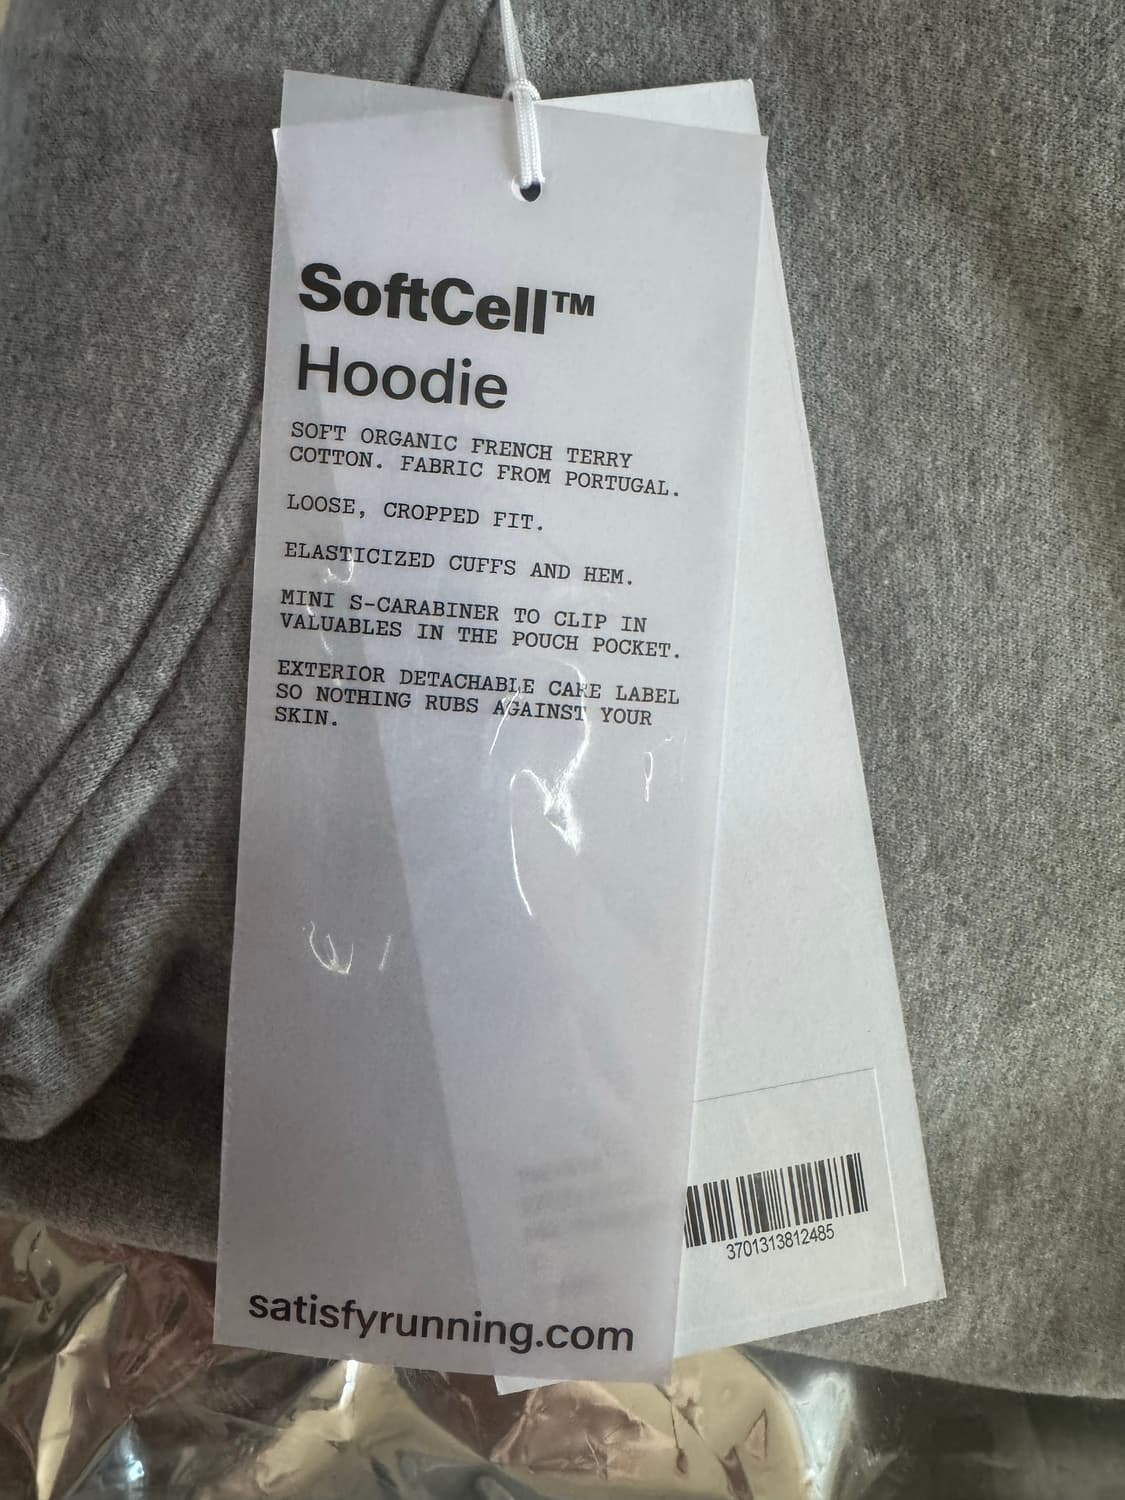 SoftCell™
Hoodie
SOFT ORGANIC FRENCH TERRY
COTTON. FABRIC FROM PORTUGAL.
LOOSE, CROPPED FIT.
ELASTICIZED CUFFS AND HEM.
MINI S-CARABINER TO CLIP IN
VALUABLES IN THE POUCH POCKET.
EXTERIOR DETACHABLE CARE LABEL
SO NOTHING RUBS AGAINST YOUR
SKIN.
3701313812485
satisfyrunning.com